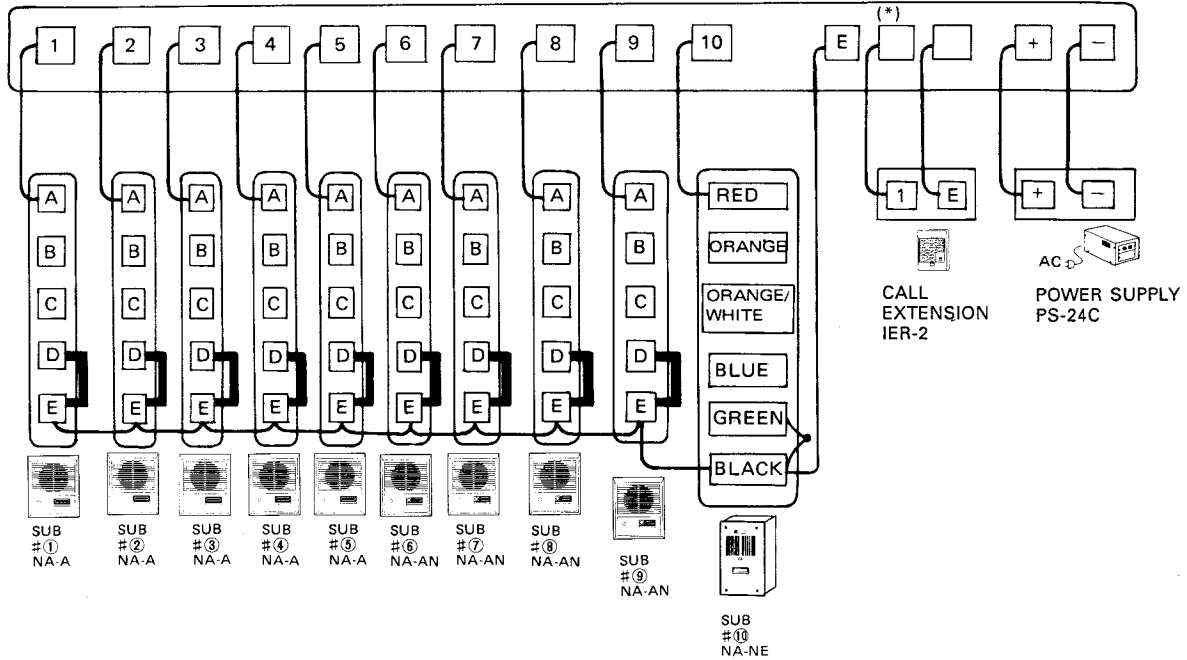 (*)
1 2 3 4 5 6 7 8 9 10 E + −
A A A A A A A A A RED 1 E + −
B B B B B B B B B ORANGE
C C C C C C C C C ORANGE/
WHITE
D D D D D D D D D BLUE
E E E E E E E E E GREEN
BLACK
AC
CALL
EXTENSION
IER-2
POWER SUPPLY
PS-24C
SUB
#①
NA-A
SUB
#②
NA-A
SUB
#③
NA-A
SUB
#④
NA-A
SUB
#⑤
NA-A
SUB
#⑥
NA-AN
SUB
#⑦
NA-AN
SUB
#⑧
NA-AN
SUB
#⑨
NA-AN
SUB
#⑩
NA-NE